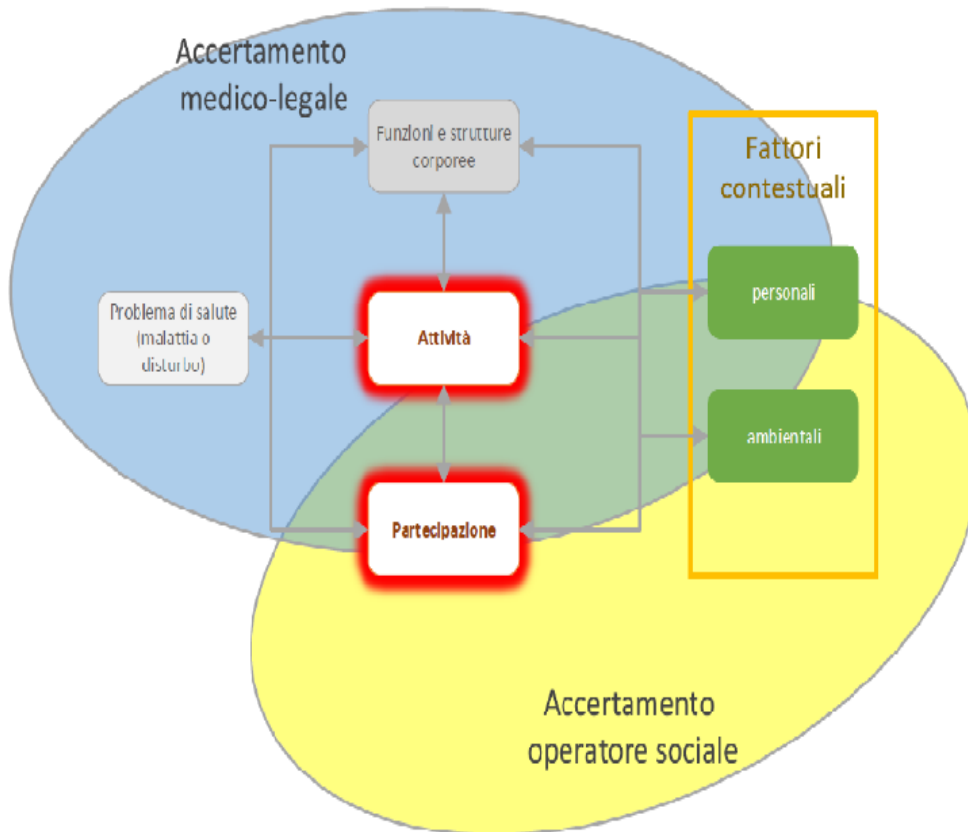 Accertamento
medico-legale
Funzioni e strutture
corporee
Fattori
contestuali
personali
Problema di salute
(malattia o
disturbo)
Attività
ambientali
Partecipazione
Accertamento
operatore sociale